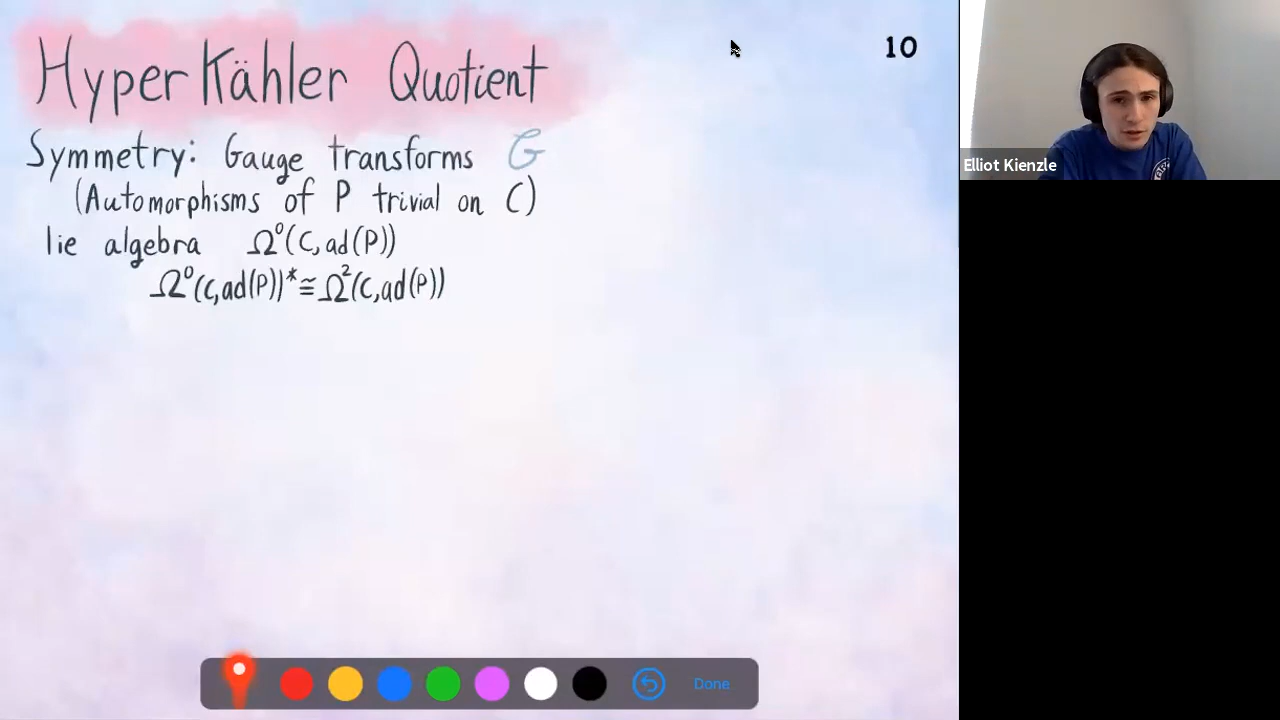 HyperKähler Quotient
10
Symmetry: Gauge transforms G
(Automorphisms of P trivial on C)
lie algebra Ω⁰(C, ad(P))
Ω⁰(C, ad(P))* ≅ Ω²(C, ad(P))
Elliot Kienzle
Done